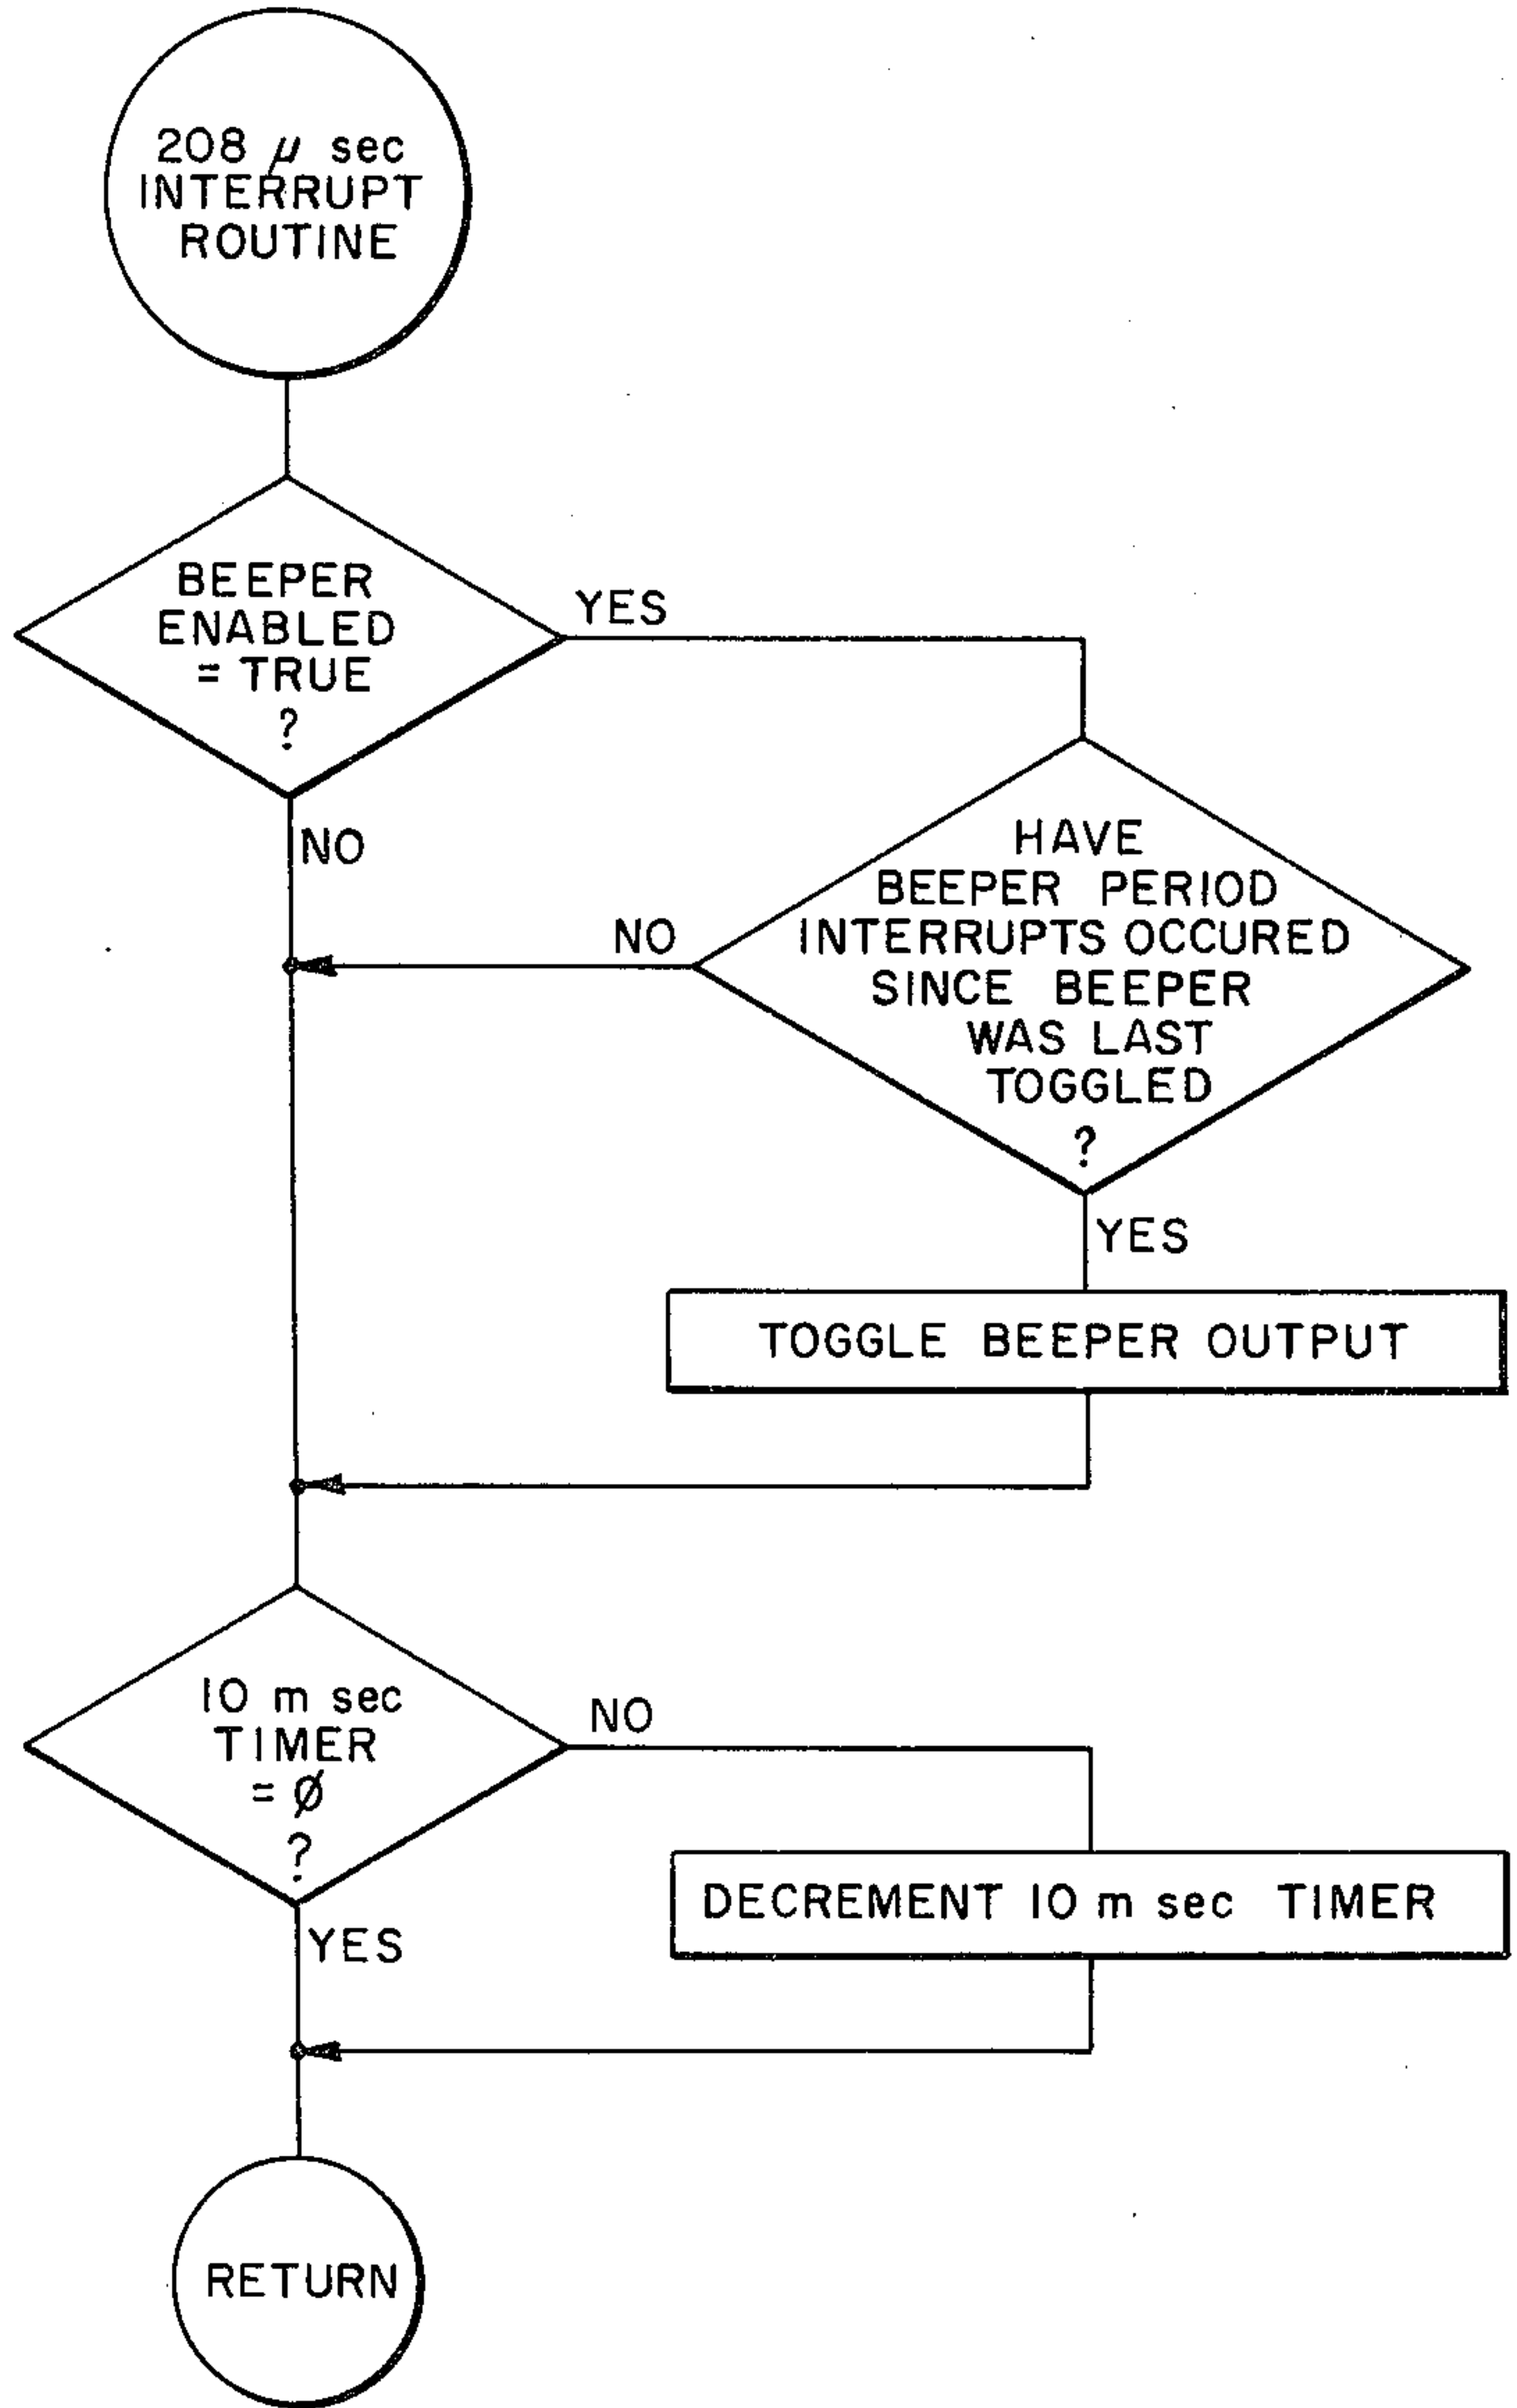 208 μ sec
INTERRUPT
ROUTINE
BEEPER
ENABLED
= TRUE
?
YES
NO
HAVE
BEEPER PERIOD
INTERRUPTS OCCURED
SINCE BEEPER
WAS LAST
TOGGLED
?
NO
YES
TOGGLE BEEPER OUTPUT
10 m sec
TIMER
= Ø
?
NO
DECREMENT 10 m sec TIMER
YES
RETURN